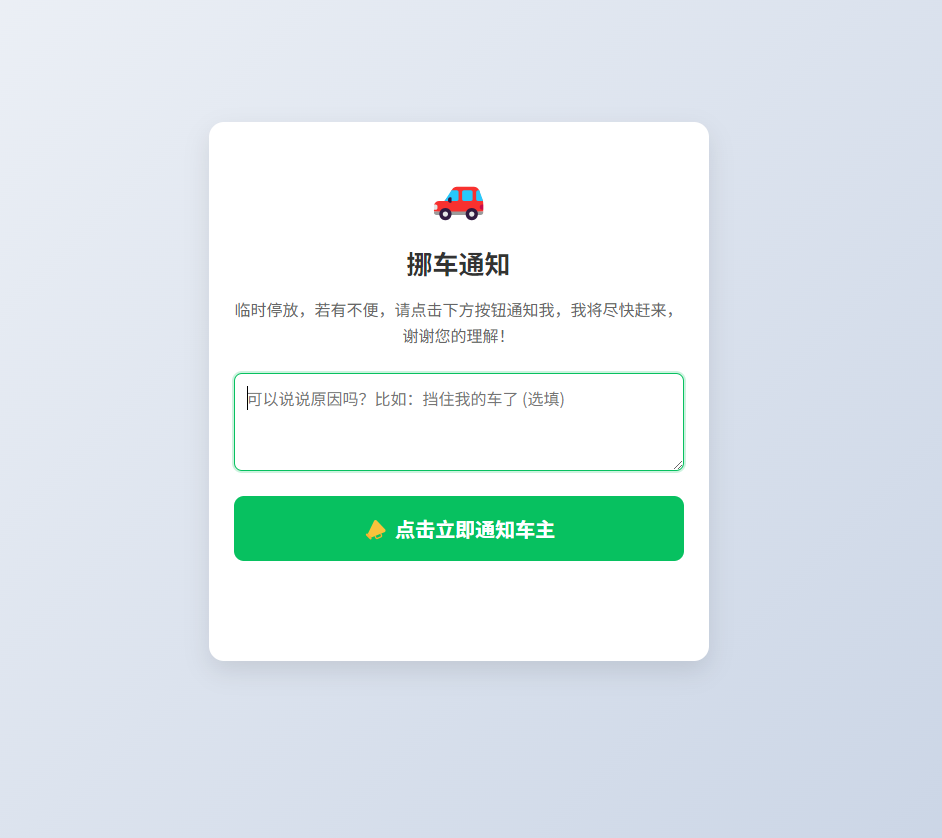 挪车通知
临时停放，若有不便，请点击下方按钮通知我，我将尽快赶来，
谢谢您的理解！
可以说说原因吗？比如：挡住我的车了 (选填)
点击立即通知车主